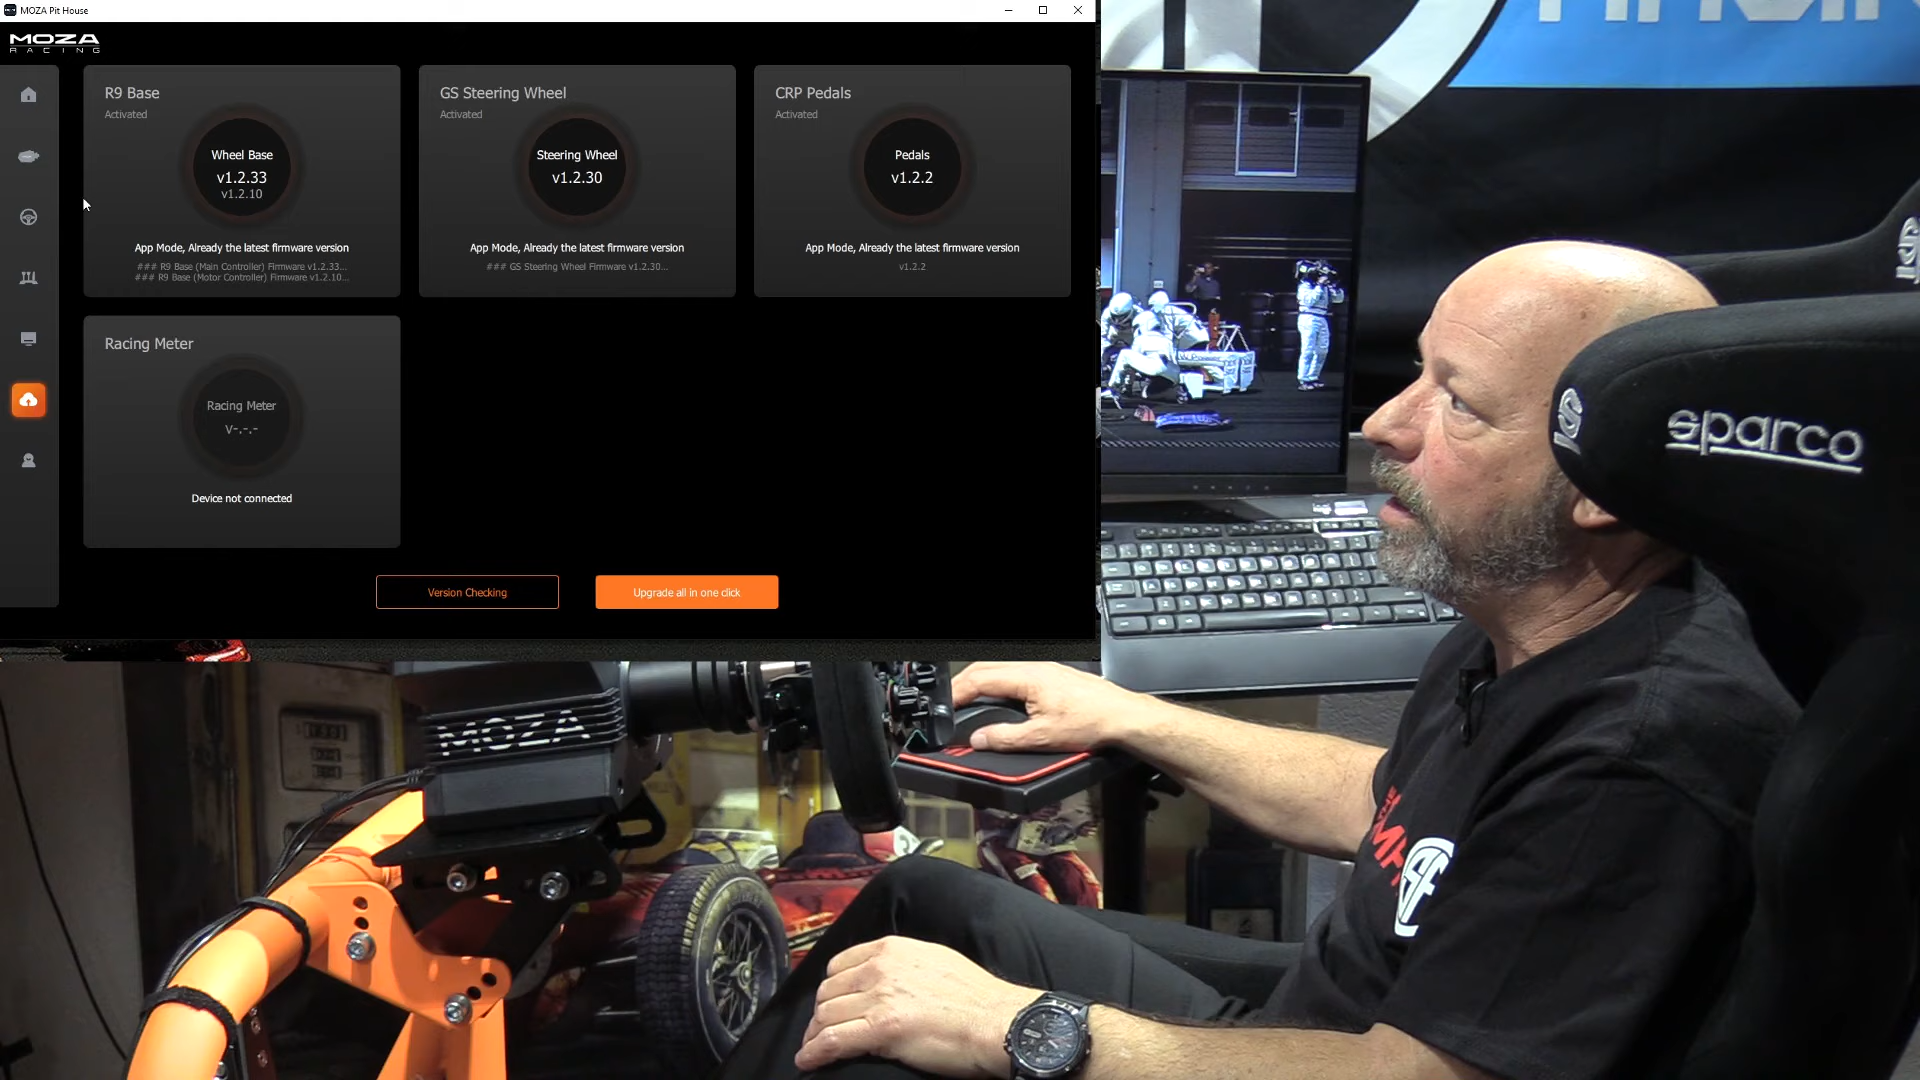 MOZA Pit House
MOZA
RACING
R9 Base
Activated
Wheel Base
v1.2.33
v1.2.10
App Mode, Already the latest firmware version
### R9 Base (Main Controller) Firmware v1.2.33...
### R9 Base (Motor Controller) Firmware v1.2.10...
GS Steering Wheel
Activated
Steering Wheel
v1.2.30
App Mode, Already the latest firmware version
### GS Steering Wheel Firmware v1.2.30...
CRP Pedals
Activated
Pedals
v1.2.2
App Mode, Already the latest firmware version
v1.2.2
Racing Meter
Racing Meter
v-.-.-
Device not connected
Version Checking
Upgrade all in one click
sparco
MOZA